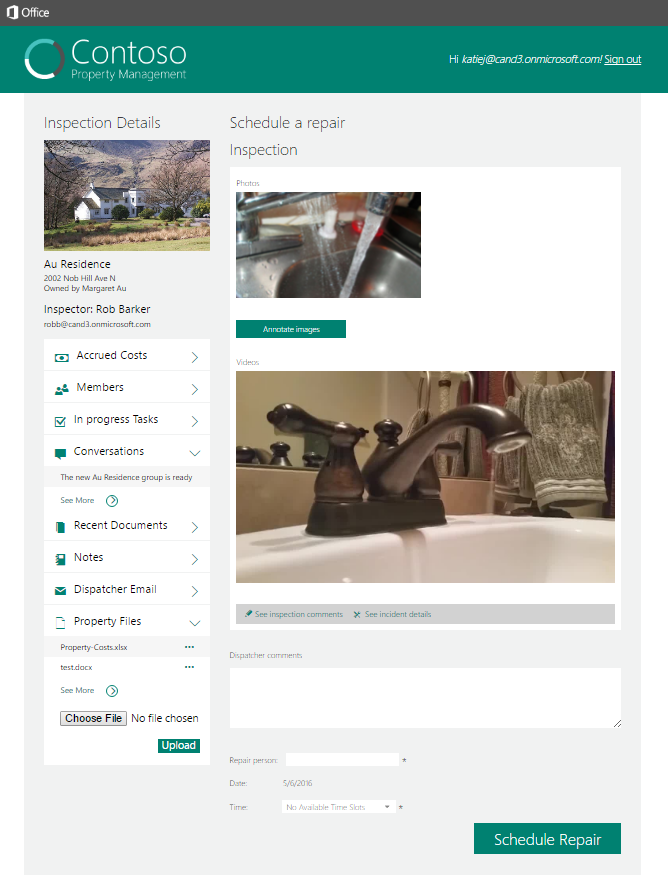 Office
Contoso
Property Management
Hi katiej@cand3.onmicrosoft.com! Sign out
Inspection Details
Au Residence
2002 Nob Hill Ave N
Owned by Margaret Au
Inspector: Rob Barker
robb@cand3.onmicrosoft.com
Accrued Costs
Members
In progress Tasks
Conversations
The new Au Residence group is ready
See More
Recent Documents
Notes
Dispatcher Email
Property Files
Property-Costs.xlsx
test.docx
See More
Choose File No file chosen
Upload
Schedule a repair
Inspection
Photos
Annotate images
Videos
See inspection comments See incident details
Dispatcher comments
Repair person: *
Date: 5/6/2016
Time: No Available Time Slots *
Schedule Repair